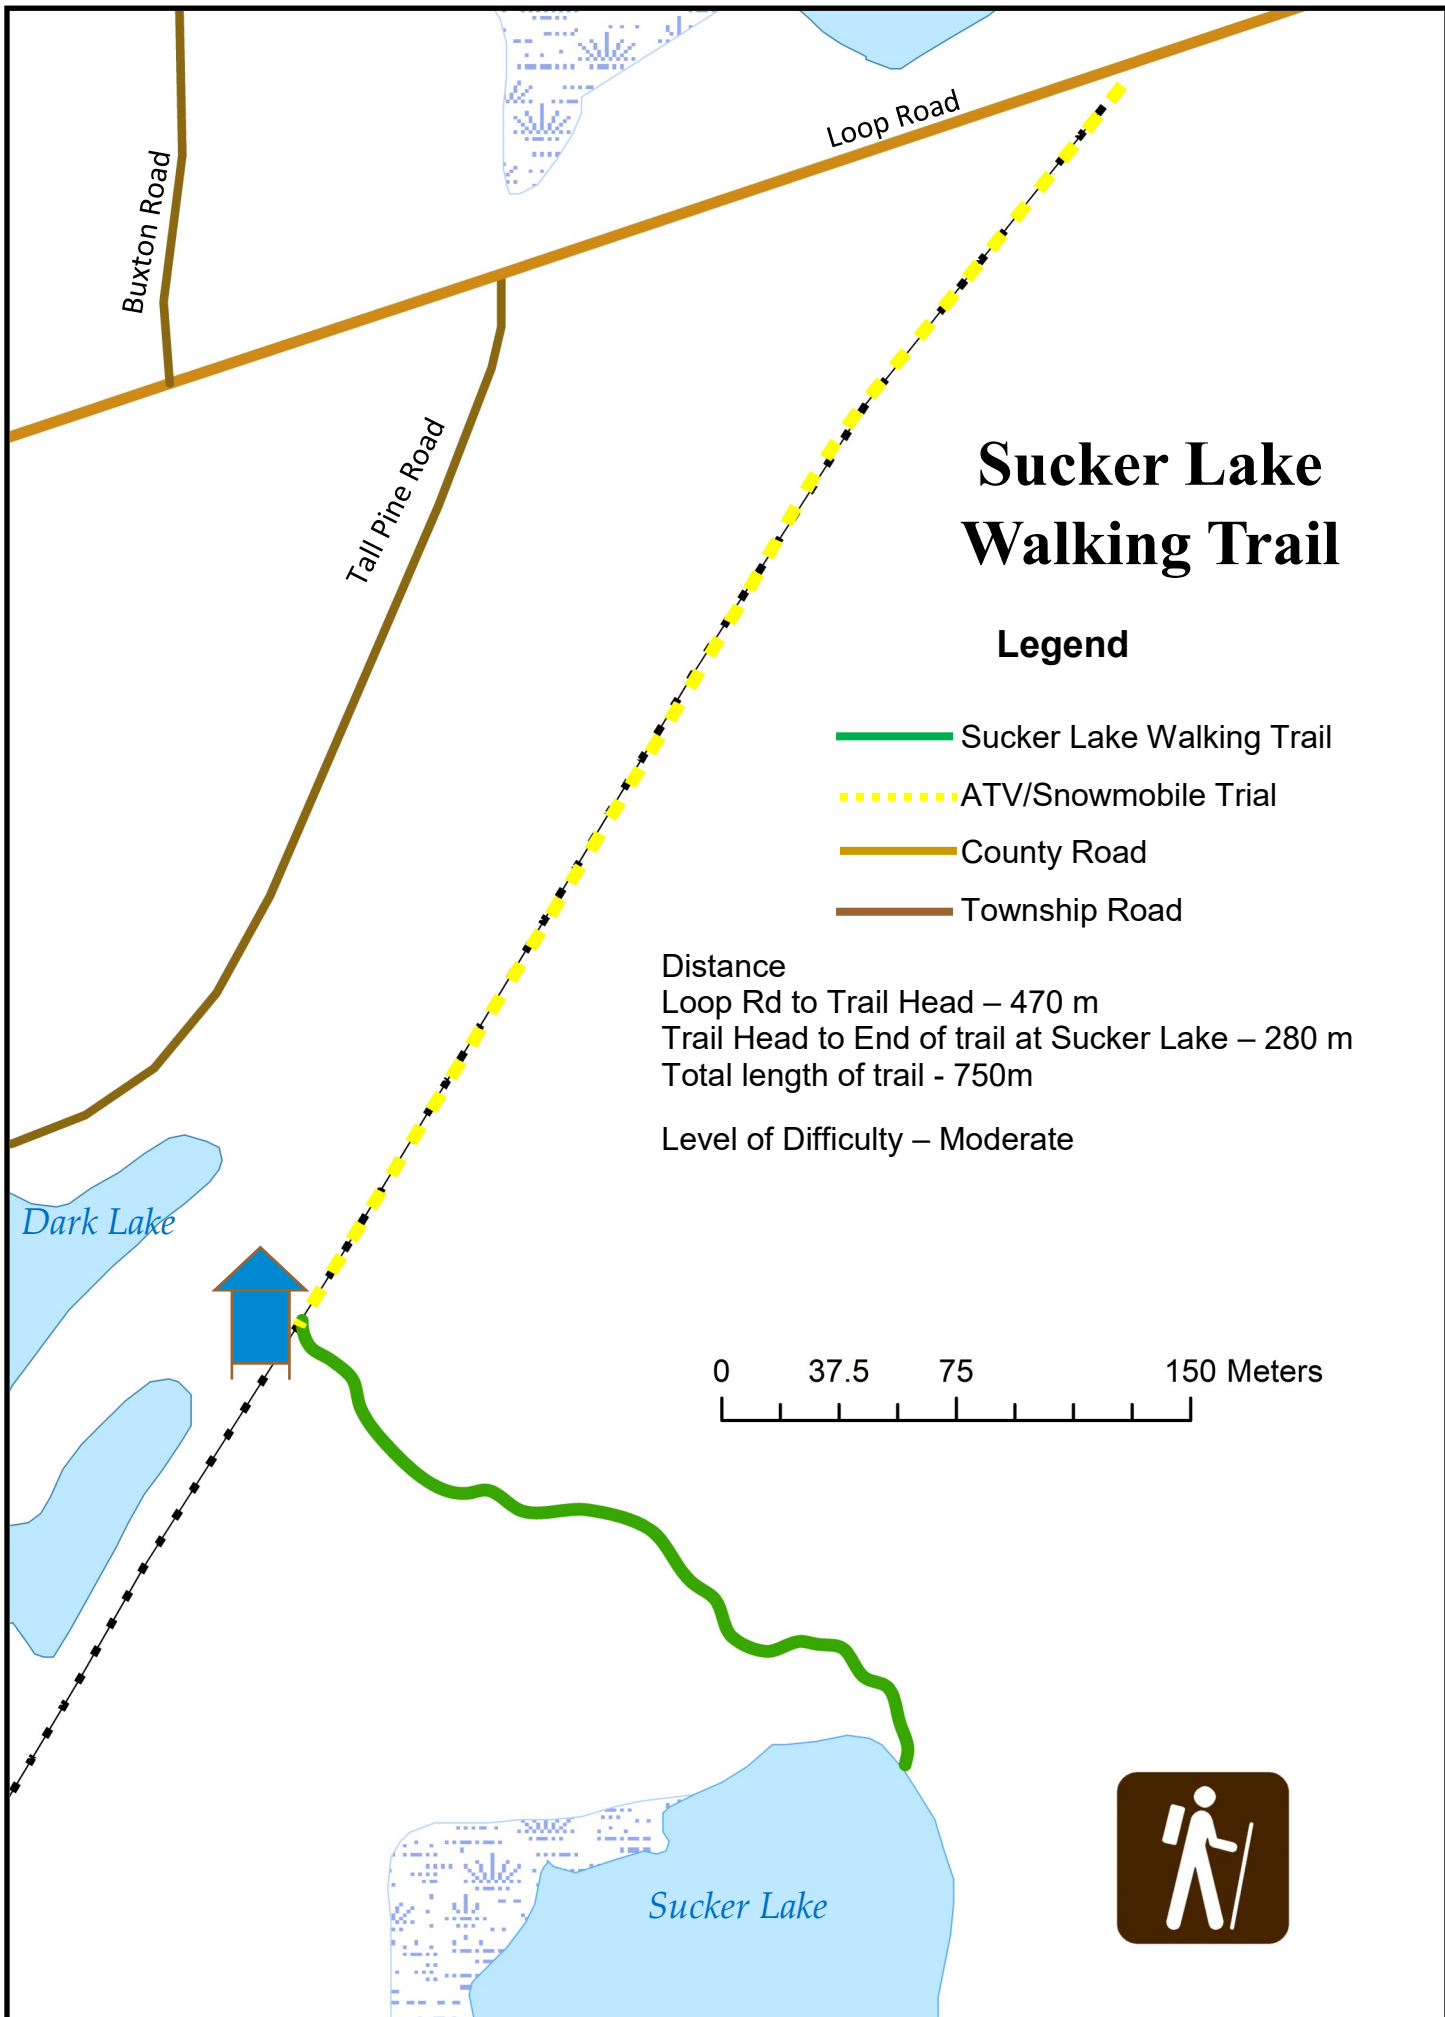 Loop Road
Buxton Road
Tall Pine Road
Sucker Lake
Walking Trail
Legend
Sucker Lake Walking Trail
ATV/Snowmobile Trial
County Road
Township Road
Distance
Loop Rd to Trail Head – 470 m
Trail Head to End of trail at Sucker Lake – 280 m
Total length of trail - 750m
Level of Difficulty – Moderate
Dark Lake
0 37.5 75 150 Meters
Sucker Lake